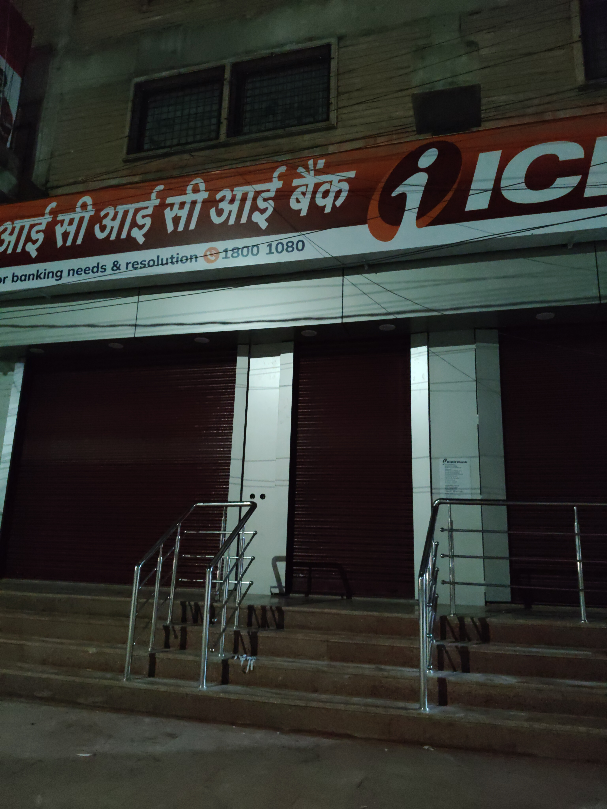 आई सी आई सी आई बैंक i ICI
or banking needs & resolution 1800 1080